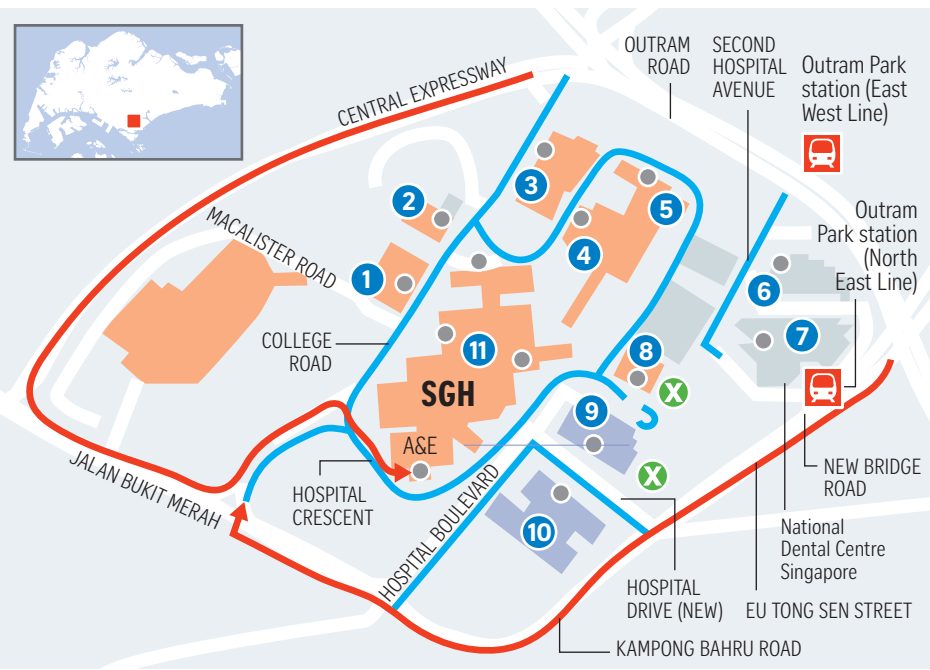 CENTRAL EXPRESSWAY
OUTRAM
ROAD
SECOND
HOSPITAL
AVENUE
Outram Park
station (East
West Line)
MACALISTER ROAD
Outram
Park station
(North
East Line)
1
2
3
4
5
6
7
8
9
10
11
COLLEGE
ROAD
SGH
A&E
X
X
JALAN BUKIT MERAH
HOSPITAL
CRESCENT
HOSPITAL BOULEVARD
NEW BRIDGE
ROAD
National
Dental Centre
Singapore
HOSPITAL
DRIVE (NEW)
EU TONG SEN STREET
KAMPONG BAHRU ROAD